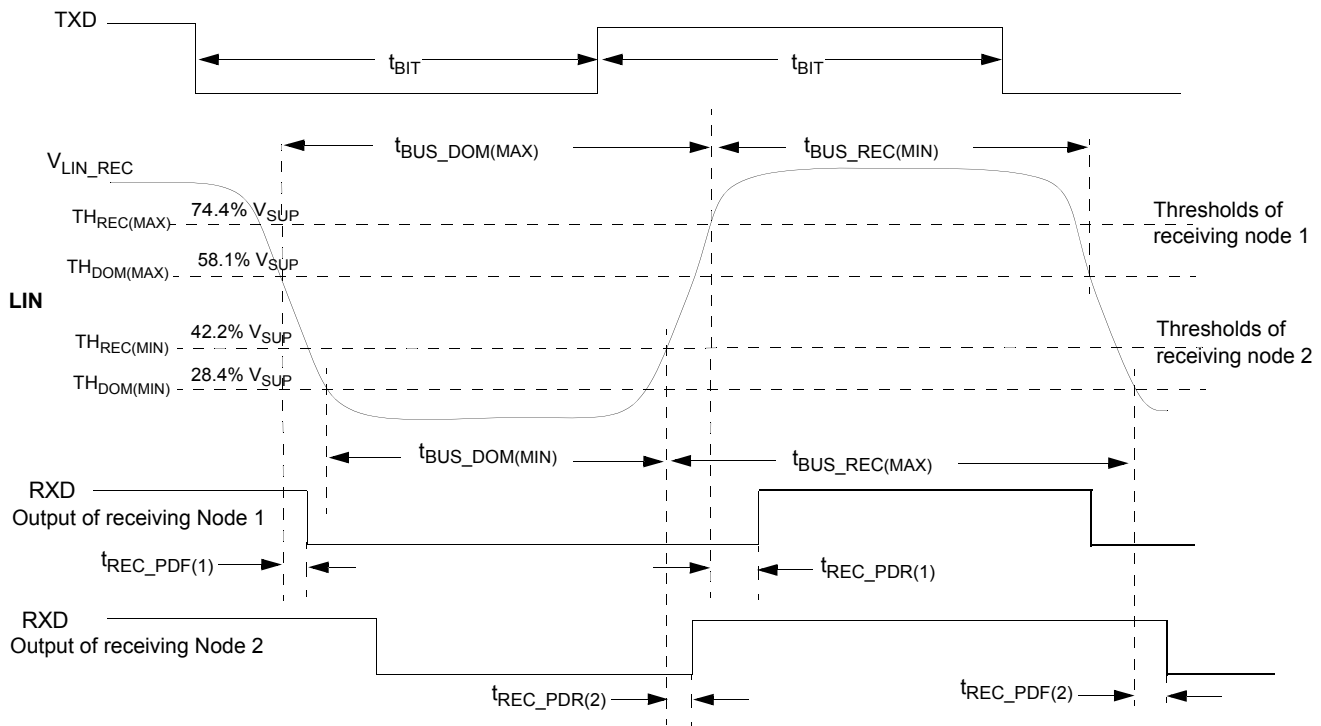 TXD
tBIT
tBIT
tBUS_DOM(MAX)
tBUS_REC(MIN)
VLIN_REC
THREC(MAX)
74.4% VSUP
Thresholds of
receiving node 1
THDOM(MAX)
58.1% VSUP
LIN
THREC(MIN)
42.2% VSUP
Thresholds of
receiving node 2
THDOM(MIN)
28.4% VSUP
tBUS_DOM(MIN)
tBUS_REC(MAX)
RXD
Output of receiving Node 1
tREC_PDF(1)
tREC_PDR(1)
RXD
Output of receiving Node 2
tREC_PDR(2)
tREC_PDF(2)